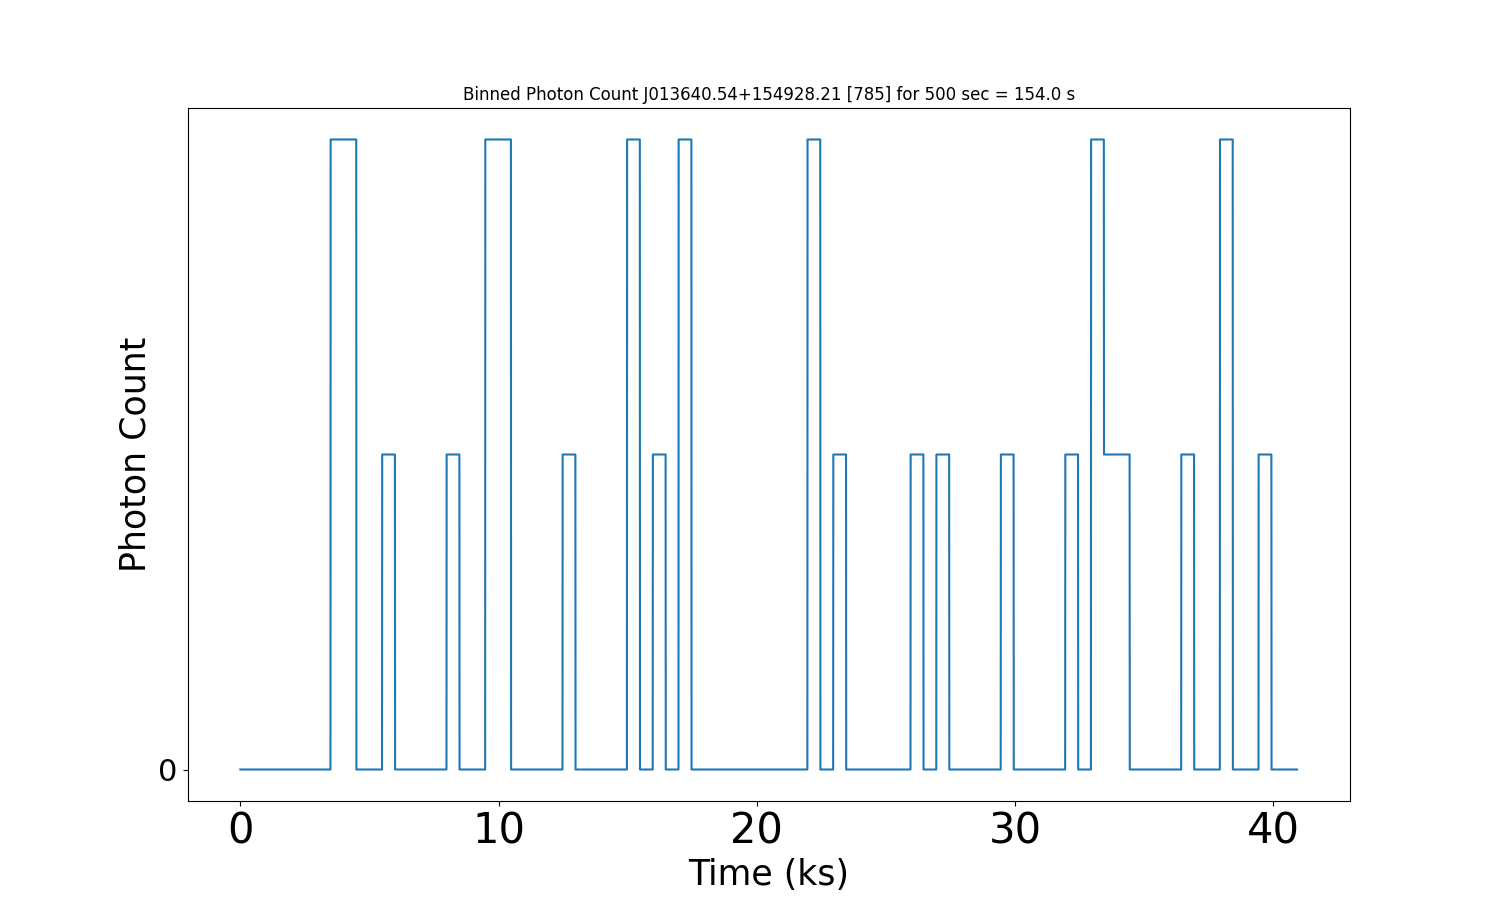 Binned Photon Count J013640.54+154928.21 [785] for 500 sec = 154.0 s
Photon Count
0
0 10 20 30 40
Time (ks)